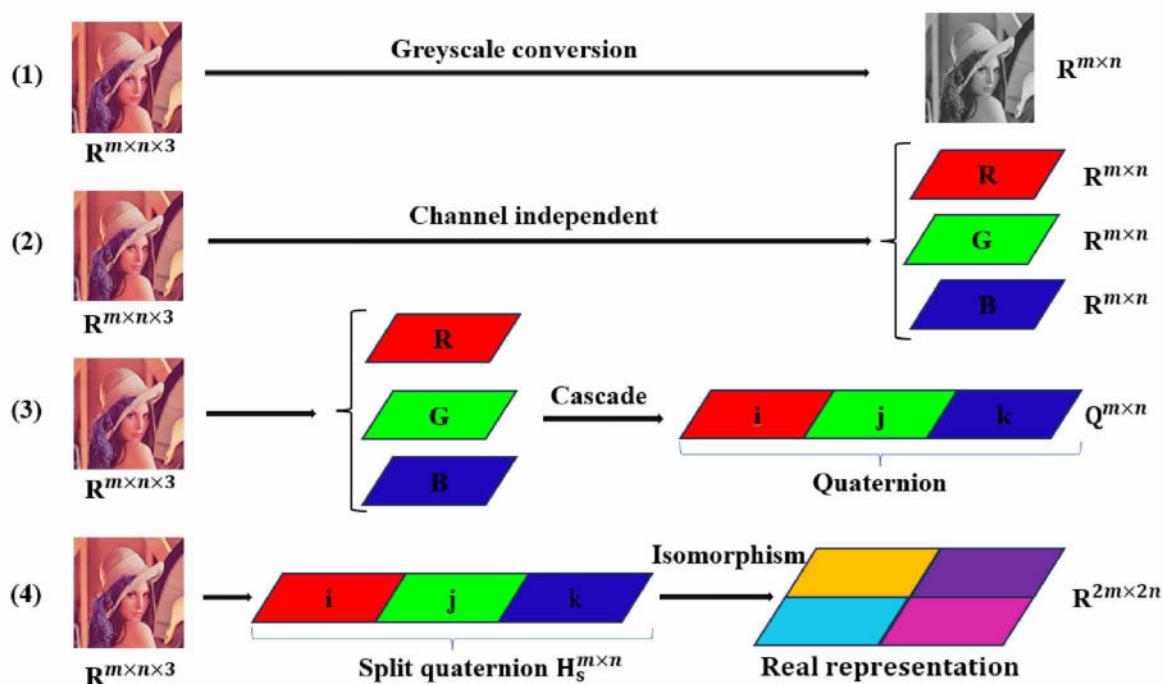 (1)
Greyscale conversion
R^{m×n}
R^{m×n×3}
R
R^{m×n}
(2)
Channel independent
G
R^{m×n}
B
R^{m×n}
R^{m×n×3}
R
(3)
G
Cascade
i j k
Q^{m×n}
R^{m×n×3}
B
Quaternion
(4)
i j k
Isomorphism
R^{2m×2n}
R^{m×n×3}
Split quaternion H_s^{m×n}
Real representation